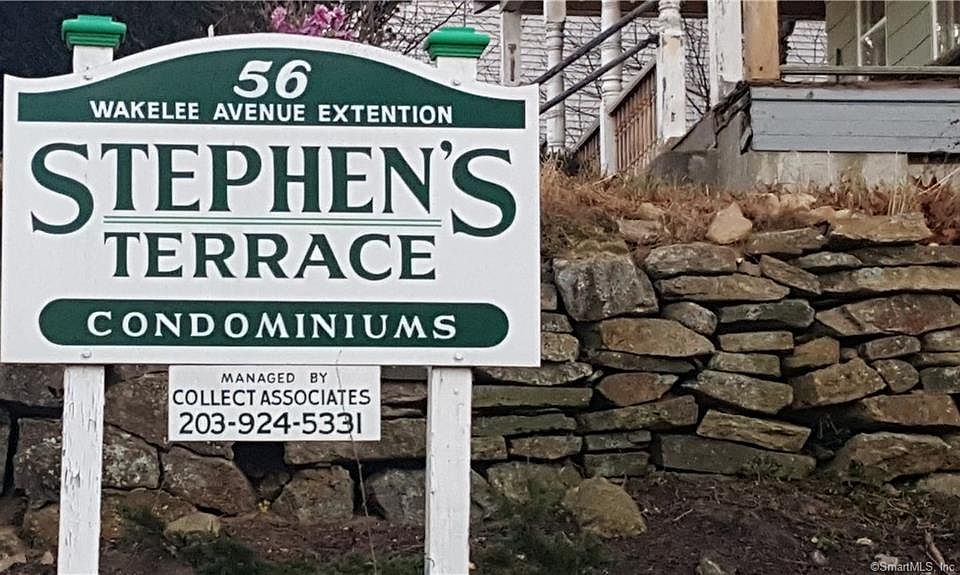 56
WAKELEE AVENUE EXTENTION
STEPHEN'S
TERRACE
CONDOMINIUMS
MANAGED BY
COLLECT ASSOCIATES
203-924-5331
©SmartMLS, Inc.